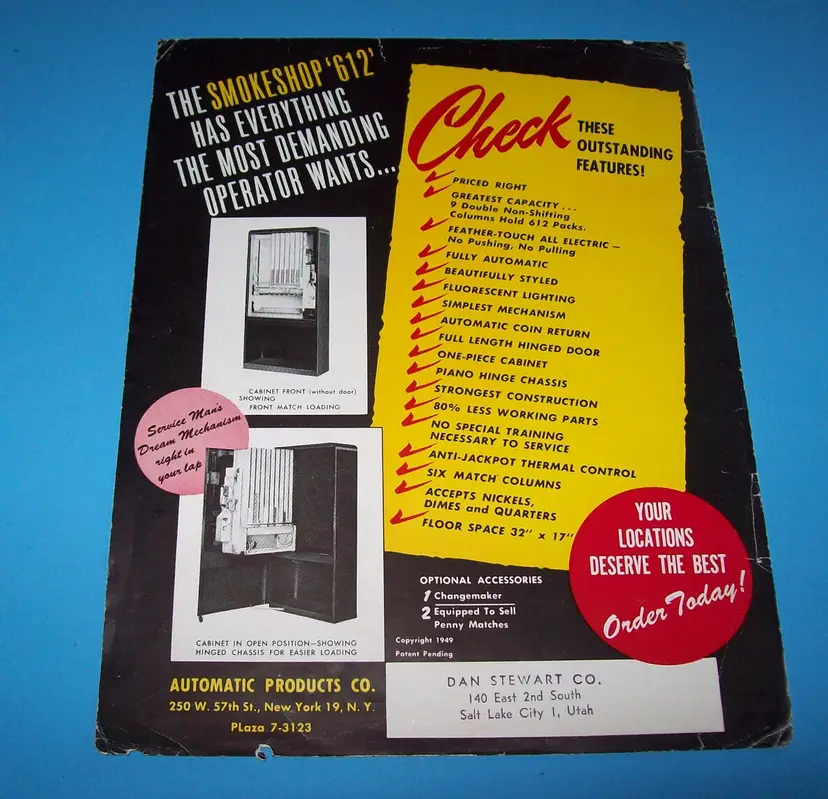 THE SMOKESHOP '612'
HAS EVERYTHING
THE MOST DEMANDING
OPERATOR WANTS...
Check THESE
OUTSTANDING
FEATURES!
PRICED RIGHT
GREATEST CAPACITY...
9 Double Non-Shifting
Columns Hold 612 Packs.
FEATHER-TOUCH ALL ELECTRIC —
No Pushing, No Pulling
FULLY AUTOMATIC
BEAUTIFULLY STYLED
FLUORESCENT LIGHTING
SIMPLEST MECHANISM
AUTOMATIC COIN RETURN
FULL LENGTH HINGED DOOR
ONE-PIECE CABINET
PIANO HINGE CHASSIS
STRONGEST CONSTRUCTION
80% LESS WORKING PARTS
NO SPECIAL TRAINING
NECESSARY TO SERVICE
ANTI-JACKPOT THERMAL CONTROL
SIX MATCH COLUMNS
ACCEPTS NICKELS,
DIMES and QUARTERS
FLOOR SPACE 32" x 17"
CABINET FRONT (without door)
SHOWING
FRONT MATCH LOADING
Service Man's
Dream Mechanism
right in
your lap
CABINET IN OPEN POSITION—SHOWING
HINGED CHASSIS FOR EASIER LOADING
YOUR
LOCATIONS
DESERVE THE BEST
Order Today!
OPTIONAL ACCESSORIES
1 Changemaker
2 Equipped To Sell
Penny Matches
Copyright 1949
Patent Pending
AUTOMATIC PRODUCTS CO.
250 W. 57th St., New York 19, N. Y.
PLaza 7-3123
DAN STEWART CO.
140 East 2nd South
Salt Lake City 1, Utah